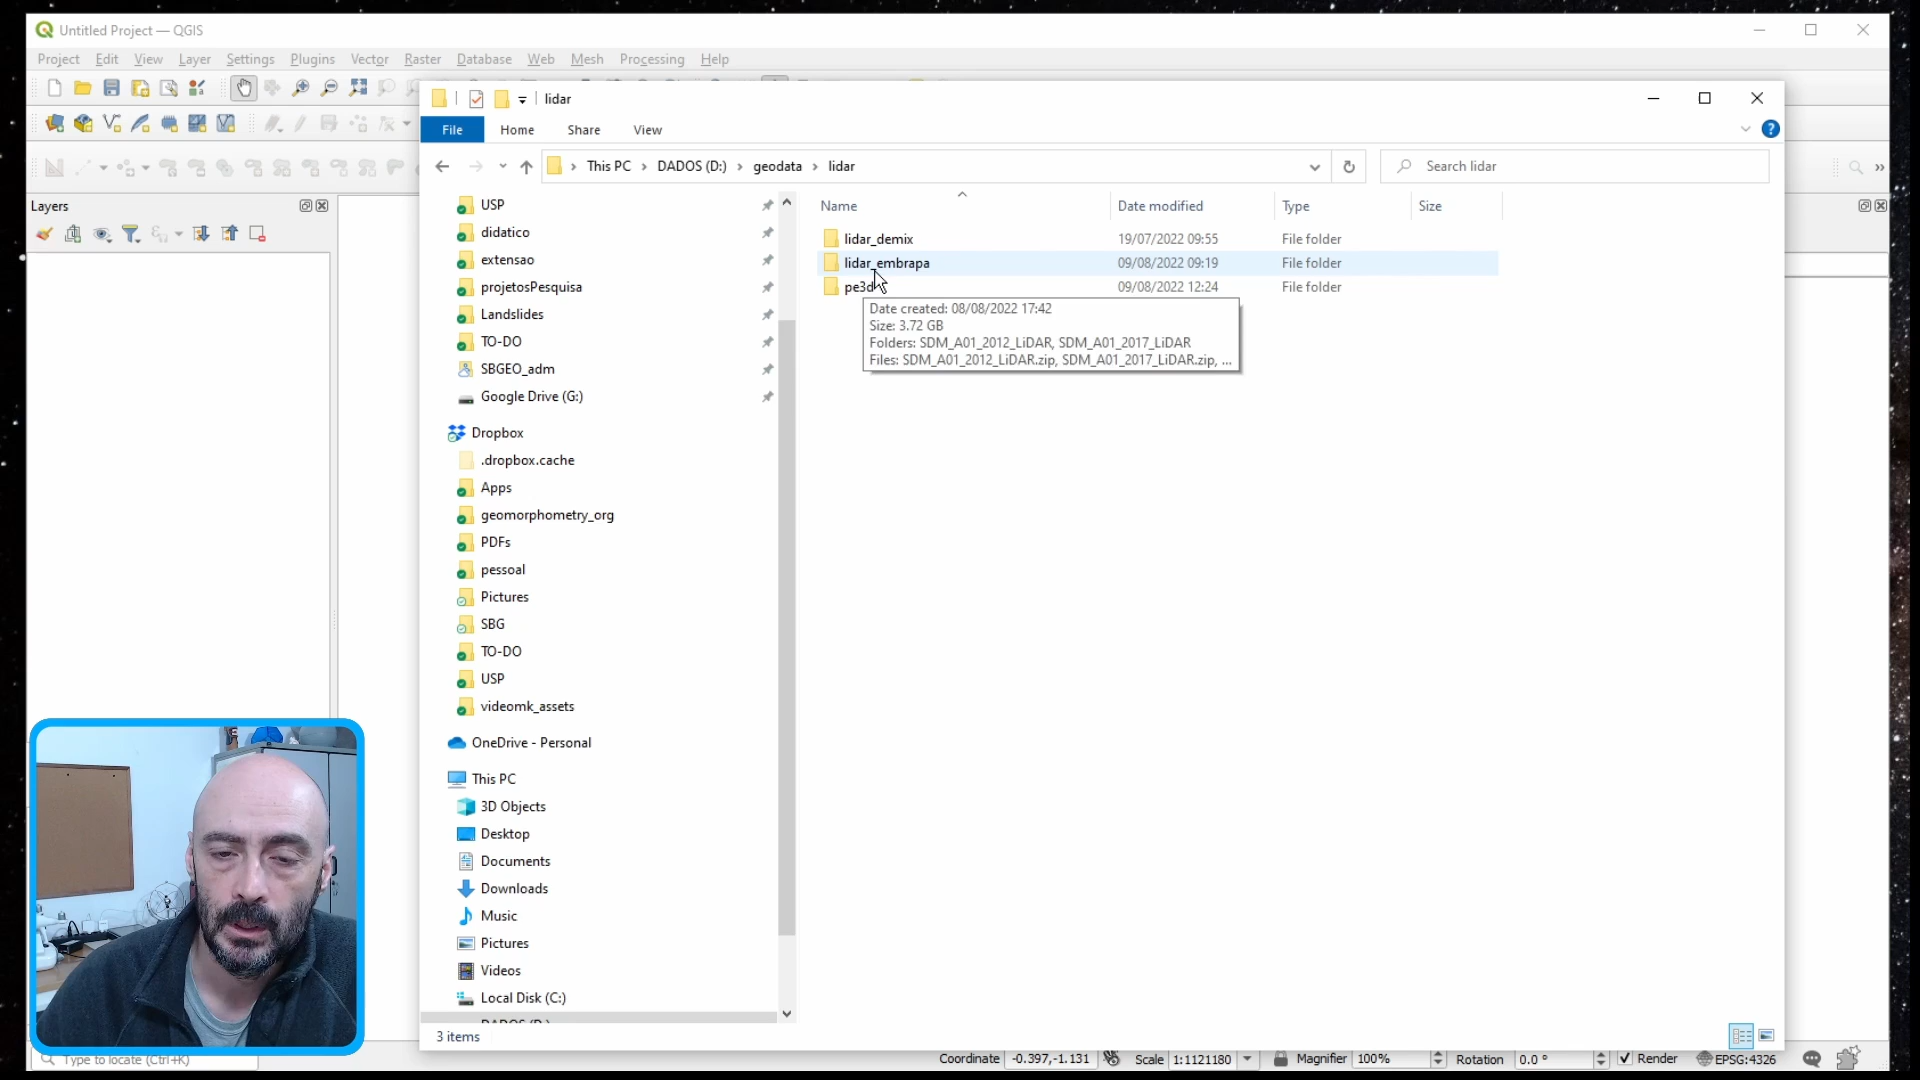 Untitled Project — QGIS
Project Edit View Layer Settings Plugins Vector Raster Database Web Mesh Processing Help
lidar
File Home Share View
This PC > DADOS (D:) > geodata > lidar
Search lidar
Layers
Name Date modified Type Size
lidar_demix 19/07/2022 09:55 File folder
lidar_embrapa 09/08/2022 09:19 File folder
pe3d 09/08/2022 12:24 File folder
Date created: 08/08/2022 17:42
Size: 3.72 GB
Folders: SDM_A01_2012_LiDAR, SDM_A01_2017_LiDAR
Files: SDM_A01_2012_LiDAR.zip, SDM_A01_2017_LiDAR.zip, ...
USP
didatico
extensao
projetosPesquisa
Landslides
TO-DO
SBGEO_adm
Google Drive (G:)
Dropbox
.dropbox.cache
Apps
geomorphometry_org
PDFs
pessoal
Pictures
SBG
TO-DO
USP
videomk_assets
OneDrive - Personal
This PC
3D Objects
Desktop
Documents
Downloads
Music
Pictures
Videos
Local Disk (C:)
DADOS (D:)
3 items
Type to locate (Ctrl+K)
Coordinate -0.397,-1.131 Scale 1:1121180 Magnifier 100% Rotation 0.0 ° Render EPSG:4326